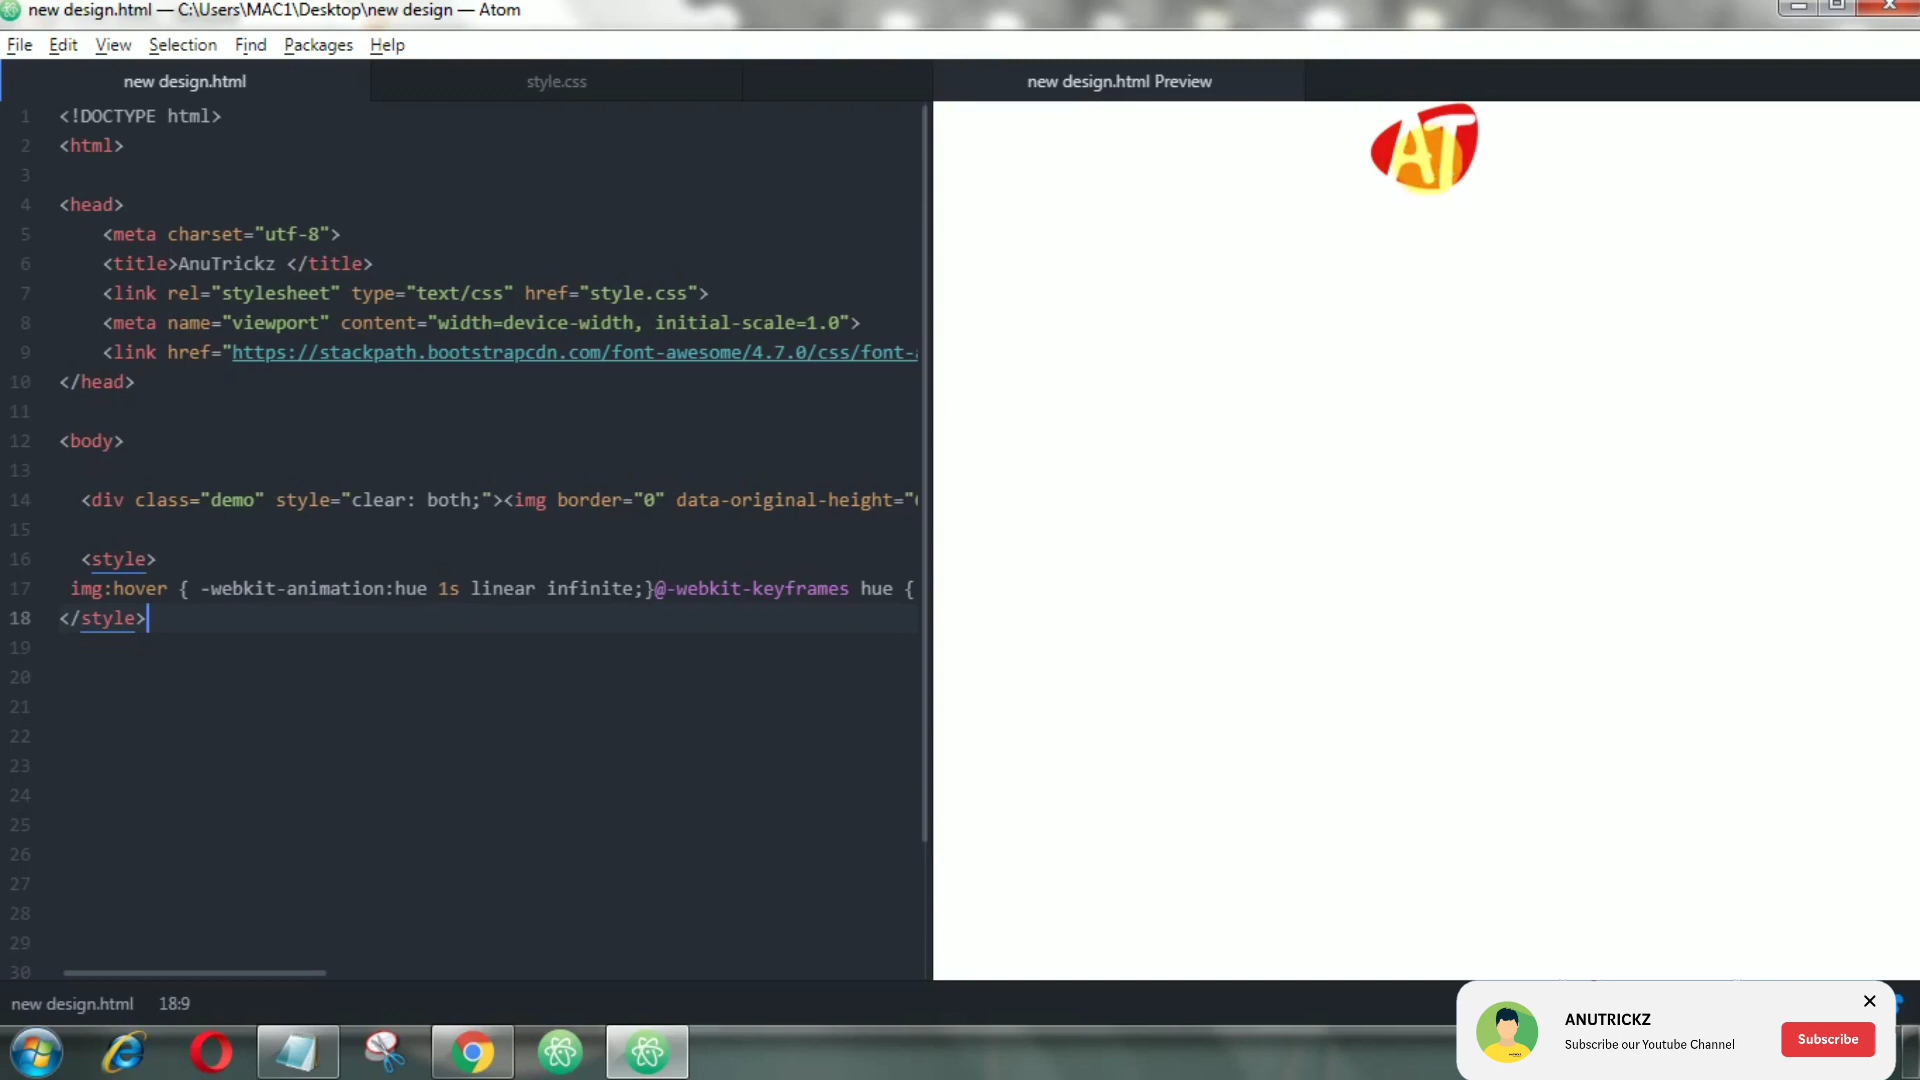 new design.html — C:\Users\MAC1\Desktop\new design — Atom
File Edit View Selection Find Packages Help
new design.html
style.css
new design.html Preview
1 <!DOCTYPE html>
2 <html>
3
4 <head>
5 <meta charset="utf-8">
6 <title>AnuTrickz </title>
7 <link rel="stylesheet" type="text/css" href="style.css">
8 <meta name="viewport" content="width=device-width, initial-scale=1.0">
9 <link href="https://stackpath.bootstrapcdn.com/font-awesome/4.7.0/css/font-
10 </head>
11
12 <body>
13
14 <div class="demo" style="clear: both;"><img border="0" data-original-height="
15
16 <style>
17 img:hover { -webkit-animation:hue 1s linear infinite;}@-webkit-keyframes hue {
18 </style>
19
20
21
22
23
24
25
26
27
28
29
30
AT
new design.html 18:9
ANUTRICKZ
Subscribe our Youtube Channel
Subscribe